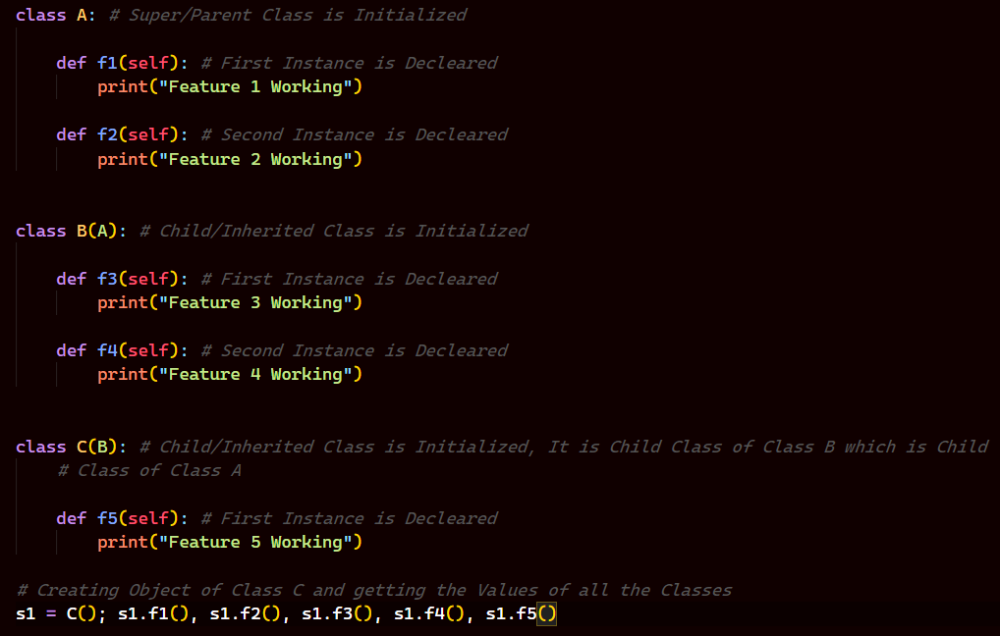 class A: # Super/Parent Class is Initialized
def f1(self): # First Instance is Decleared
print("Feature 1 Working")
def f2(self): # Second Instance is Decleared
print("Feature 2 Working")
class B(A): # Child/Inherited Class is Initialized
def f3(self): # First Instance is Decleared
print("Feature 3 Working")
def f4(self): # Second Instance is Decleared
print("Feature 4 Working")
class C(B): # Child/Inherited Class is Initialized, It is Child Class of Class B which is Child
# Class of Class A
def f5(self): # First Instance is Decleared
print("Feature 5 Working")
# Creating Object of Class C and getting the Values of all the Classes
s1 = C(); s1.f1(), s1.f2(), s1.f3(), s1.f4(), s1.f5()